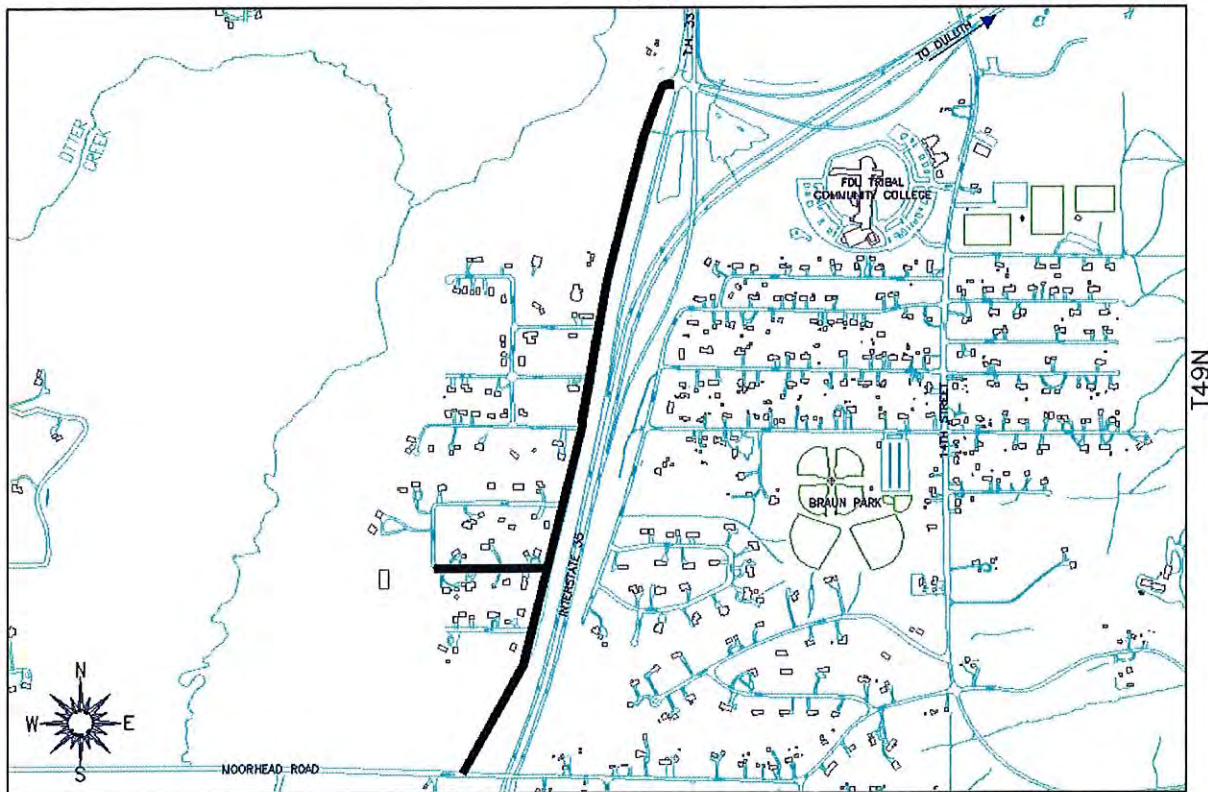 T.H. 33
TO DULUTH
OTTER
CREEK
FDL TRIBAL
COMMUNITY COLLEGE
T49N
14TH STREET
BRAUN PARK
INTERSTATE 35
N
W E
S
MOORHEAD ROAD